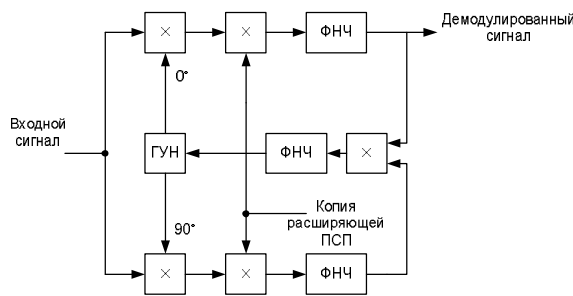 ×
×
ФНЧ
Демодулированный
сигнал
0°
Входной
сигнал
ГУН
ФНЧ
×
90°
Копия
расширяющей
ПСП
×
×
ФНЧ